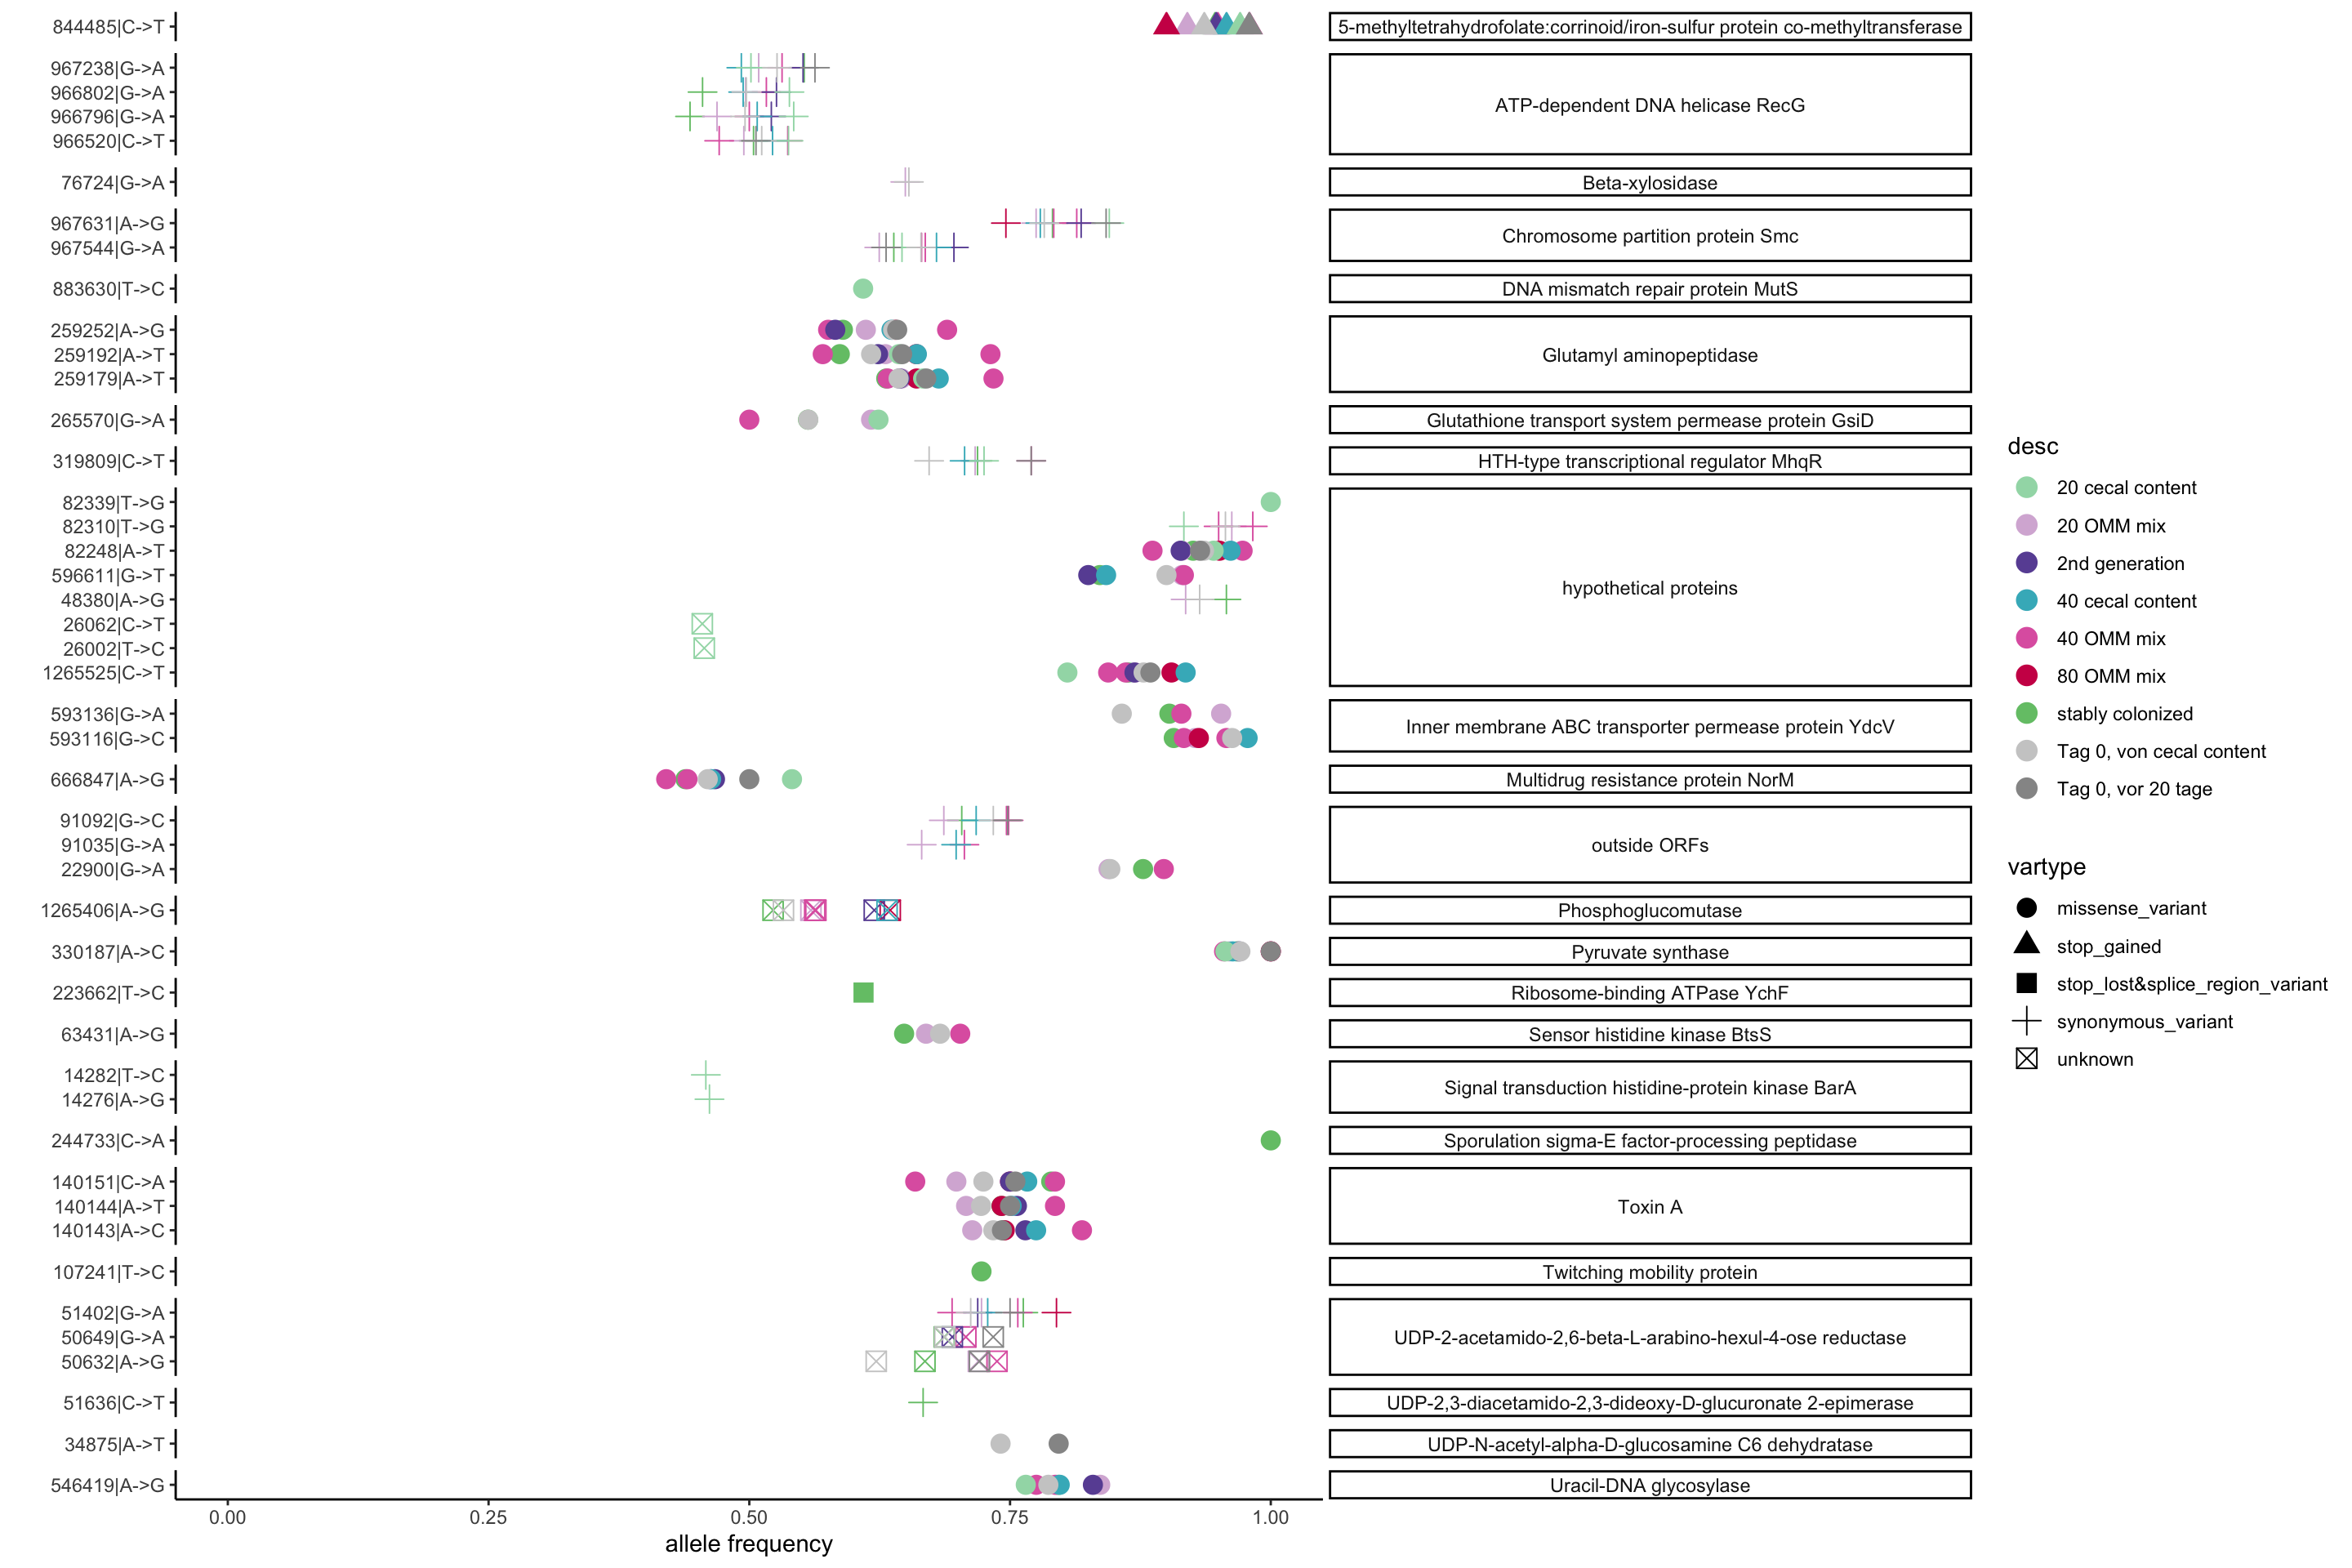 844485|C->T
5-methyltetrahydrofolate:corrinoid/iron-sulfur protein co-methyltransferase
967238|G->A
966802|G->A
966796|G->A
966520|C->T
ATP-dependent DNA helicase RecG
76724|G->A
Beta-xylosidase
967631|A->G
967544|G->A
Chromosome partition protein Smc
883630|T->C
DNA mismatch repair protein MutS
259252|A->G
259192|A->T
259179|A->T
Glutamyl aminopeptidase
265570|G->A
Glutathione transport system permease protein GsiD
319809|C->T
HTH-type transcriptional regulator MhqR
82339|T->G
82310|T->G
82248|A->T
596611|G->T
48380|A->G
26062|C->T
26002|T->C
1265525|C->T
hypothetical proteins
593136|G->A
593116|G->C
Inner membrane ABC transporter permease protein YdcV
666847|A->G
Multidrug resistance protein NorM
91092|G->C
91035|G->A
22900|G->A
outside ORFs
1265406|A->G
Phosphoglucomutase
330187|A->C
Pyruvate synthase
223662|T->C
Ribosome-binding ATPase YchF
63431|A->G
Sensor histidine kinase BtsS
14282|T->C
14276|A->G
Signal transduction histidine-protein kinase BarA
244733|C->A
Sporulation sigma-E factor-processing peptidase
140151|C->A
140144|A->T
140143|A->C
Toxin A
107241|T->C
Twitching mobility protein
51402|G->A
50649|G->A
50632|A->G
UDP-2-acetamido-2,6-beta-L-arabino-hexul-4-ose reductase
51636|C->T
UDP-2,3-diacetamido-2,3-dideoxy-D-glucuronate 2-epimerase
34875|A->T
UDP-N-acetyl-alpha-D-glucosamine C6 dehydratase
546419|A->G
Uracil-DNA glycosylase
0.00 0.25 0.50 0.75 1.00
allele frequency
desc
20 cecal content
20 OMM mix
2nd generation
40 cecal content
40 OMM mix
80 OMM mix
stably colonized
Tag 0, von cecal content
Tag 0, vor 20 tage
vartype
missense_variant
stop_gained
stop_lost&splice_region_variant
synonymous_variant
unknown